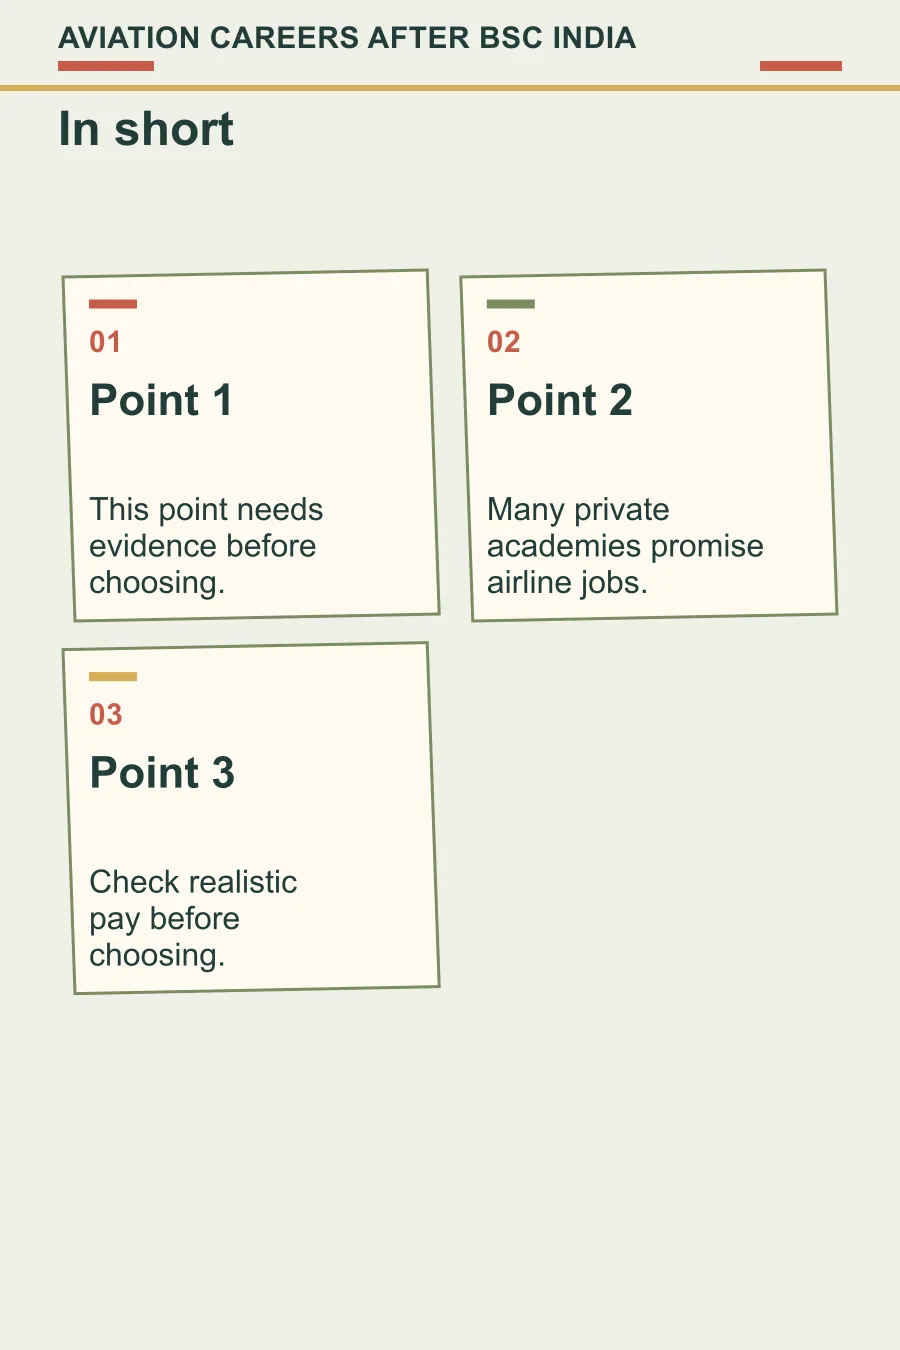 AVIATION CAREERS AFTER BSC INDIA
In short
01
Point 1
This point needs
evidence before
choosing.
02
Point 2
Many private
academies promise
airline jobs.
03
Point 3
Check realistic
pay before
choosing.